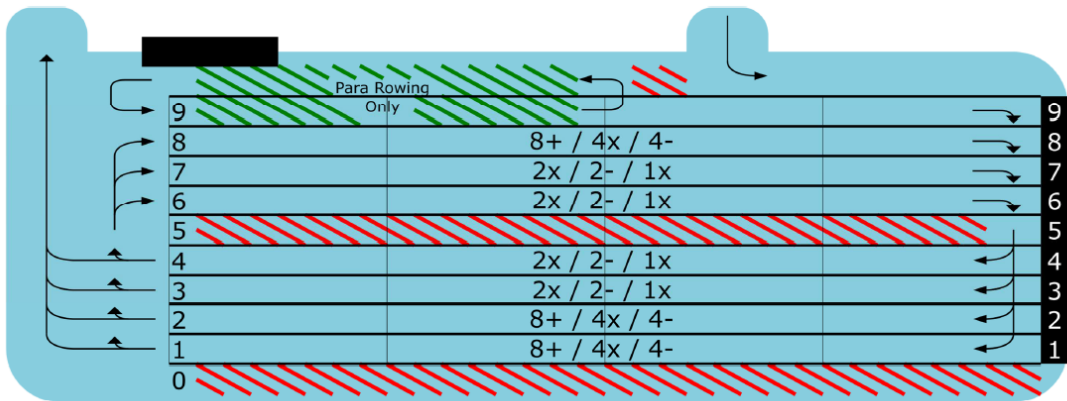 Para Rowing
Only
9 9
8 8+ / 4x / 4- 8
7 2x / 2- / 1x 7
6 2x / 2- / 1x 6
5 5
4 2x / 2- / 1x 4
3 2x / 2- / 1x 3
2 8+ / 4x / 4- 2
1 8+ / 4x / 4- 1
0